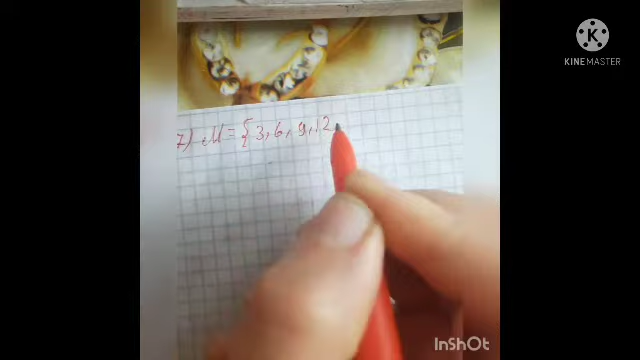 7) M = {3, 6, 9, 12
K
KINEMASTER
InShOt